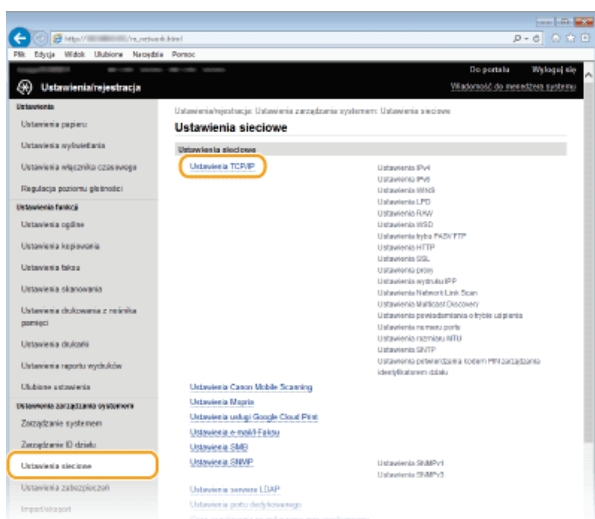 http://
/rs_network.html
Plik Edycja Widok Ulubione Narzędzia Pomoc
Do portalu Wyloguj się
Ustawienia/rejestracja
Wiadomość do menedżera systemu
Ustawienia
Ustawienia papieru
Ustawienia wyświetlania
Ustawienia włącznika czasowego
Regulacja poziomu głośności
Ustawienia funkcji
Ustawienia ogólne
Ustawienia kopiowania
Ustawienia faksu
Ustawienia skanowania
Ustawienia drukowania z nośnika
pamięci
Ustawienia drukarki
Ustawienia raportu wydruków
Ulubione ustawienia
Ustawienia zarządzania systemem
Zarządzanie systemem
Zarządzanie ID działu
Ustawienia sieciowe
Ustawienia zabezpieczeń
Import/eksport
Ustawienia/rejestracja: Ustawienia zarządzania systemem: Ustawienia sieciowe
Ustawienia sieciowe
Ustawienia sieciowe
Ustawienia TCP/IP
Ustawienia IPv4
Ustawienia IPv6
Ustawienia WINS
Ustawienia LPD
Ustawienia RAW
Ustawienia WSD
Ustawienia trybu PASV FTP
Ustawienia HTTP
Ustawienia SSL
Ustawienia proxy
Ustawienia wydruku IPP
Ustawienia Network Link Scan
Ustawienia Multicast Discovery
Ustawienia powiadamiania o trybie uśpienia
Ustawienia numeru portu
Ustawienia rozmiaru MTU
Ustawienia SNTP
Ustawienia potwierdzania kodem PIN zarządzania
identyfikatorem działu
Ustawienia Canon Mobile Scanning
Ustawienia Mopria
Ustawienia usługi Google Cloud Print
Ustawienia e-mail/I-Faksu
Ustawienia SMB
Ustawienia SNMP
Ustawienia SNMPv1
Ustawienia SNMPv3
Ustawienia serwera LDAP
Ustawienia portu dedykowanego